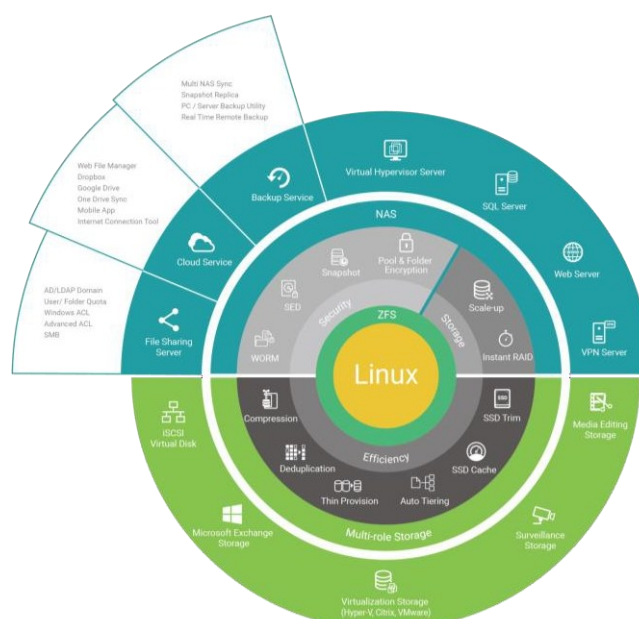 Multi NAS Sync
Snapshot Replica
PC / Server Backup Utility
Real Time Remote Backup
Web File Manager
Dropbox
Google Drive
One Drive Sync
Mobile App
Internet Connection Tool
AD/LDAP Domain
User/ Folder Quota
Windows ACL
Advanced ACL
SMB
Backup Service
Virtual Hypervisor Server
SQL Server
Web Server
VPN Server
Cloud Service
File Sharing
Server
NAS
Snapshot
Pool & Folder
Encryption
SED
WORM
Security
Storage
Scale-up
Instant RAID
ZFS
Linux
Compression
Deduplication
Thin Provision
Auto Tiering
SSD Cache
SSD
SSD Trim
Efficiency
Multi-role Storage
iSCSI
Virtual Disk
Microsoft Exchange
Storage
Virtualization Storage
(Hyper-V, Citrix, VMware)
Surveillance
Storage
Media Editing
Storage